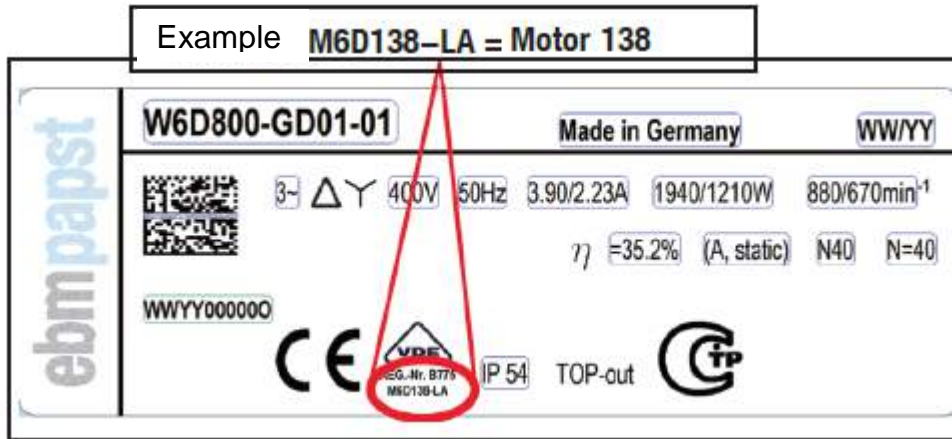 Example M6D138–LA = Motor 138
ebmpapst
W6D800-GD01-01 Made in Germany WW/YY
3~ Δ Y 400V 50Hz 3.90/2.23A 1940/1210W 880/670min⁻¹
η =35.2% (A, static) N40 N=40
WWYY00000O
CE VDE IP 54 TOP-out
REG.-Nr. B775
M6D138-LA